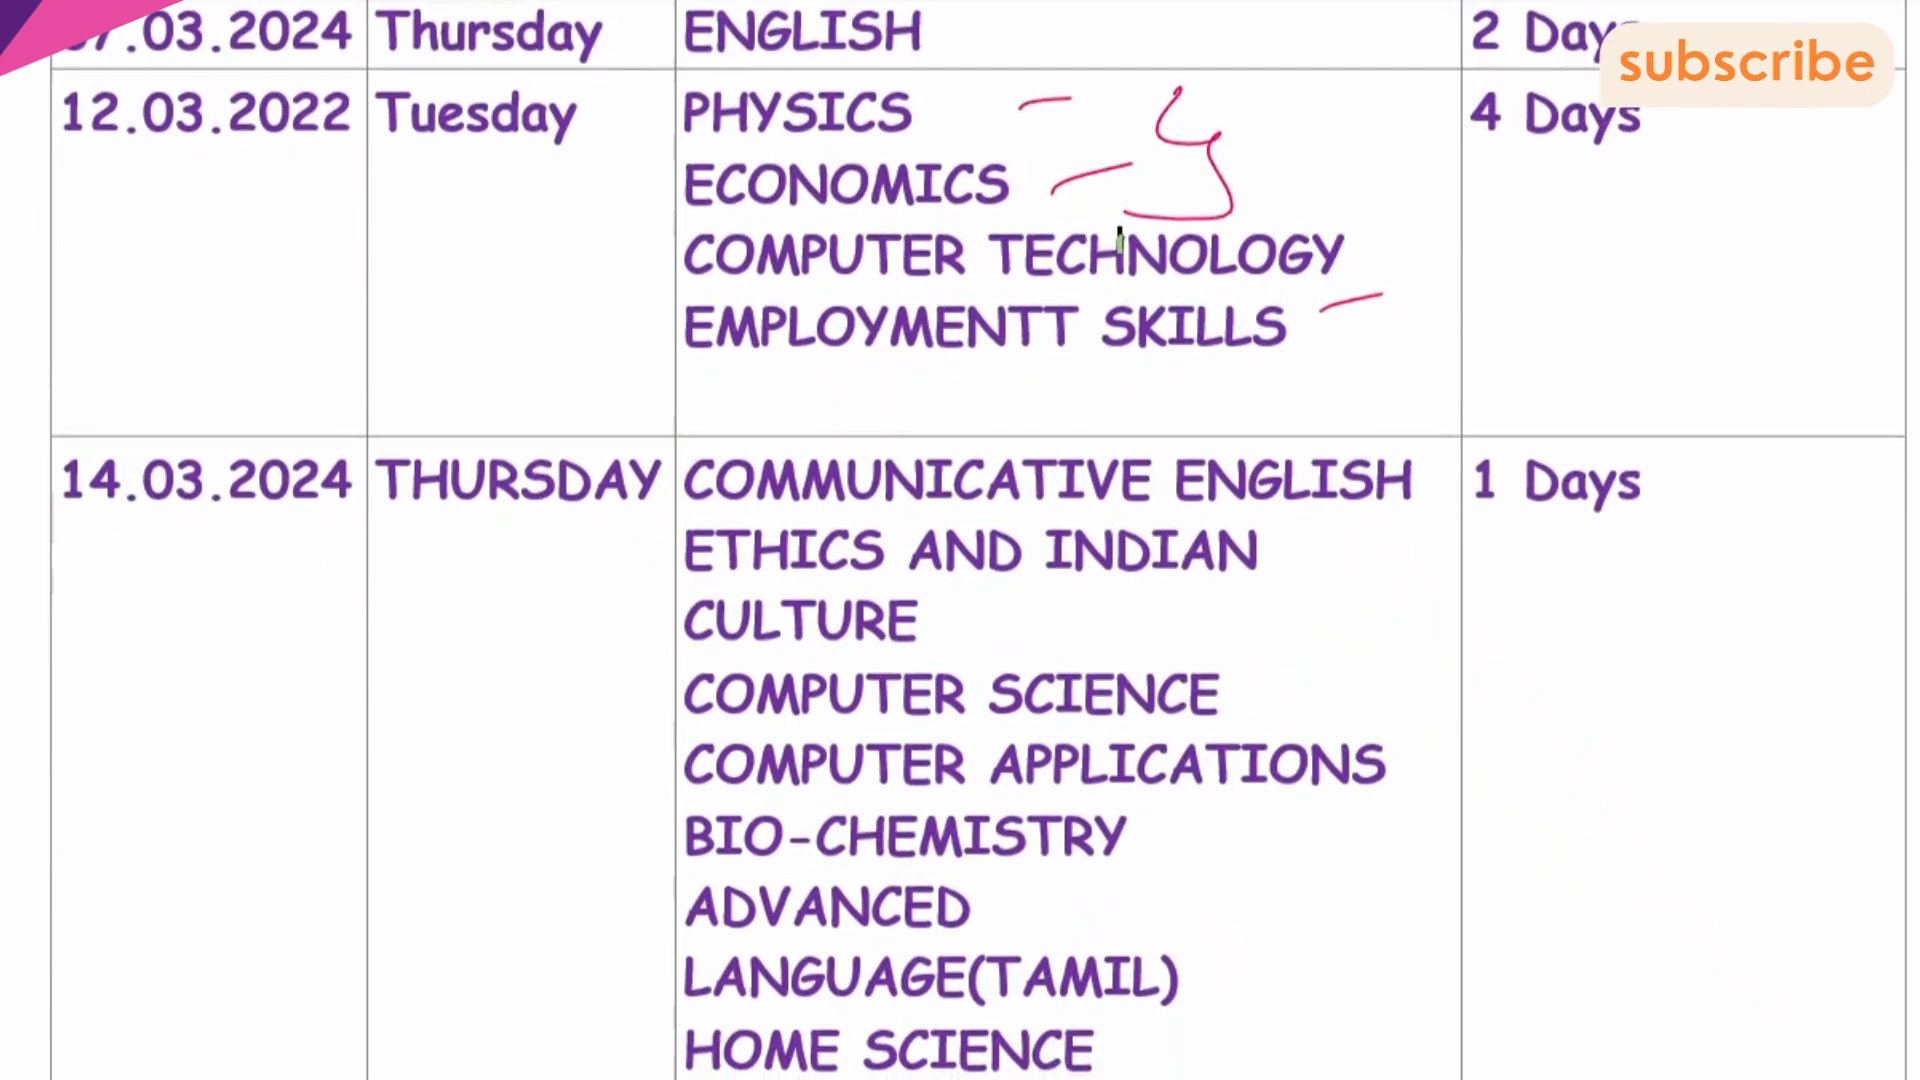 07.03.2024 Thursday ENGLISH 2 Days
subscribe
12.03.2022 Tuesday PHYSICS 4 Days
ECONOMICS
COMPUTER TECHNOLOGY
EMPLOYMENTT SKILLS
14.03.2024 THURSDAY COMMUNICATIVE ENGLISH 1 Days
ETHICS AND INDIAN
CULTURE
COMPUTER SCIENCE
COMPUTER APPLICATIONS
BIO-CHEMISTRY
ADVANCED
LANGUAGE(TAMIL)
HOME SCIENCE